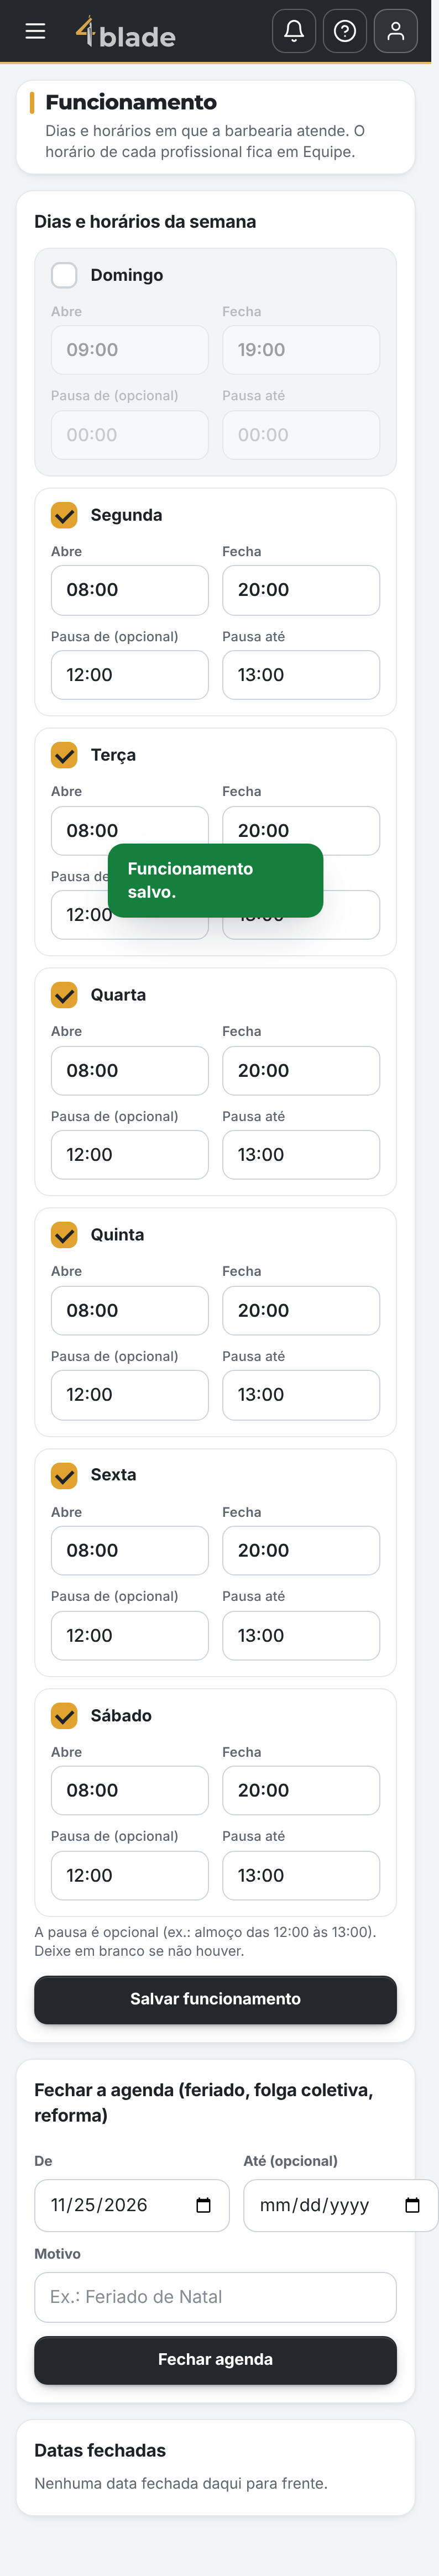 4blade
Funcionamento
Dias e horários em que a barbearia atende. O
horário de cada profissional fica em Equipe.
Dias e horários da semana
Domingo
Abre Fecha
09:00 19:00
Pausa de (opcional) Pausa até
00:00 00:00
Segunda
Abre Fecha
08:00 20:00
Pausa de (opcional) Pausa até
12:00 13:00
Terça
Abre Fecha
08:00 20:00
Pausa de
Funcionamento
salvo.
12:00
Quarta
Abre Fecha
08:00 20:00
Pausa de (opcional) Pausa até
12:00 13:00
Quinta
Abre Fecha
08:00 20:00
Pausa de (opcional) Pausa até
12:00 13:00
Sexta
Abre Fecha
08:00 20:00
Pausa de (opcional) Pausa até
12:00 13:00
Sábado
Abre Fecha
08:00 20:00
Pausa de (opcional) Pausa até
12:00 13:00
A pausa é opcional (ex.: almoço das 12:00 às 13:00).
Deixe em branco se não houver.
Salvar funcionamento
Fechar a agenda (feriado, folga coletiva,
reforma)
De Até (opcional)
11/25/2026 mm/dd/yyyy
Motivo
Ex.: Feriado de Natal
Fechar agenda
Datas fechadas
Nenhuma data fechada daqui para frente.